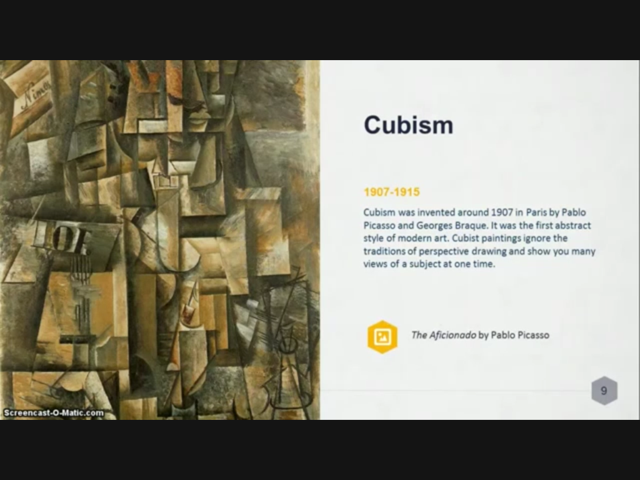 Nimes
Cubism
1907-1915
Cubism was invented around 1907 in Paris by Pablo
Picasso and Georges Braque. It was the first abstract
style of modern art. Cubist paintings ignore the
traditions of perspective drawing and show you many
views of a subject at one time.
The Aficionado by Pablo Picasso
9
Screencast-O-Matic.com